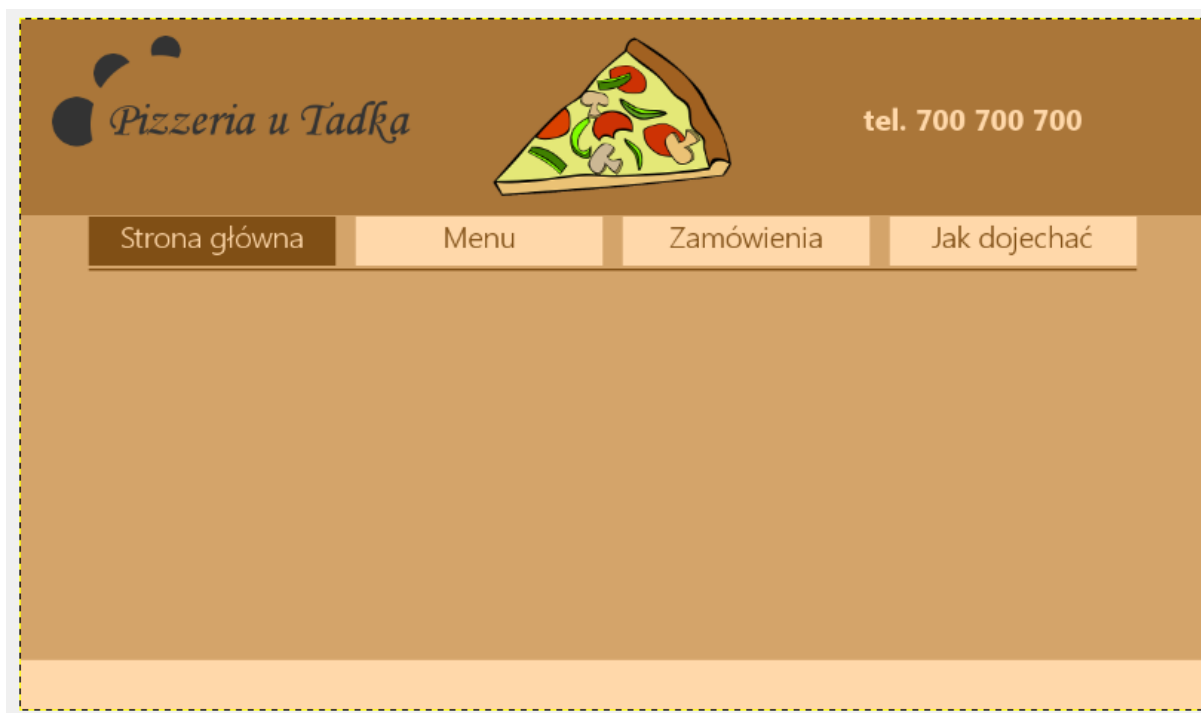 Pizzeria u Tadka
tel. 700 700 700
Strona główna
Menu
Zamówienia
Jak dojechać